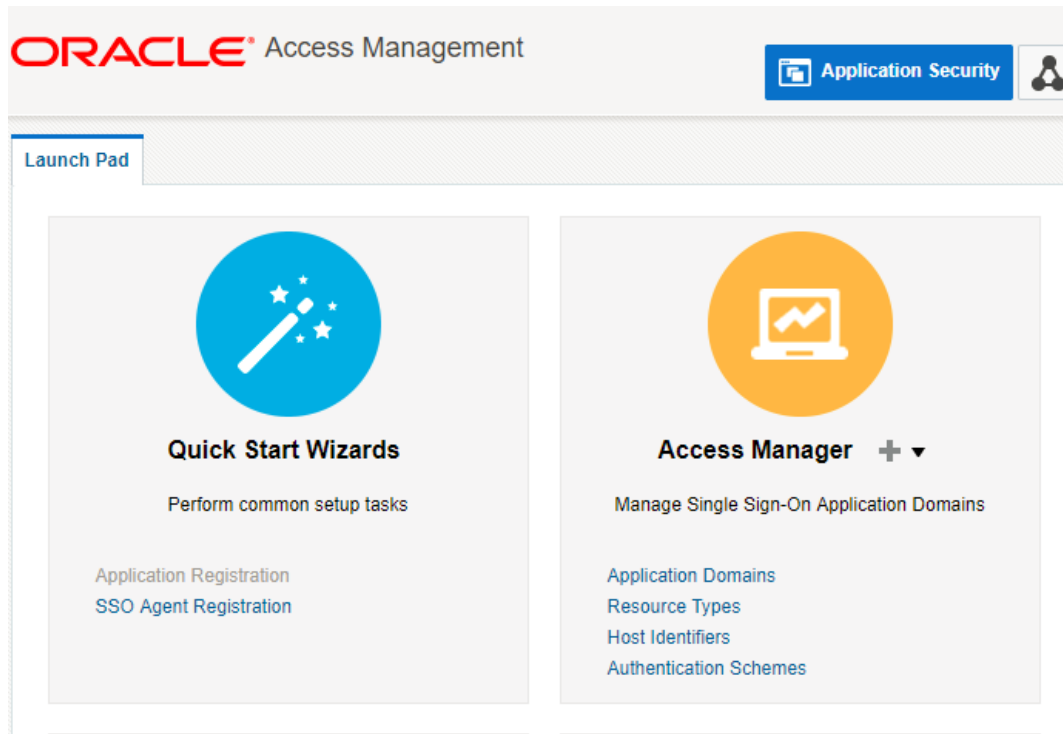 ORACLE® Access Management
Application Security
Launch Pad
Quick Start Wizards
Perform common setup tasks
Application Registration
SSO Agent Registration
Access Manager
Manage Single Sign-On Application Domains
Application Domains
Resource Types
Host Identifiers
Authentication Schemes